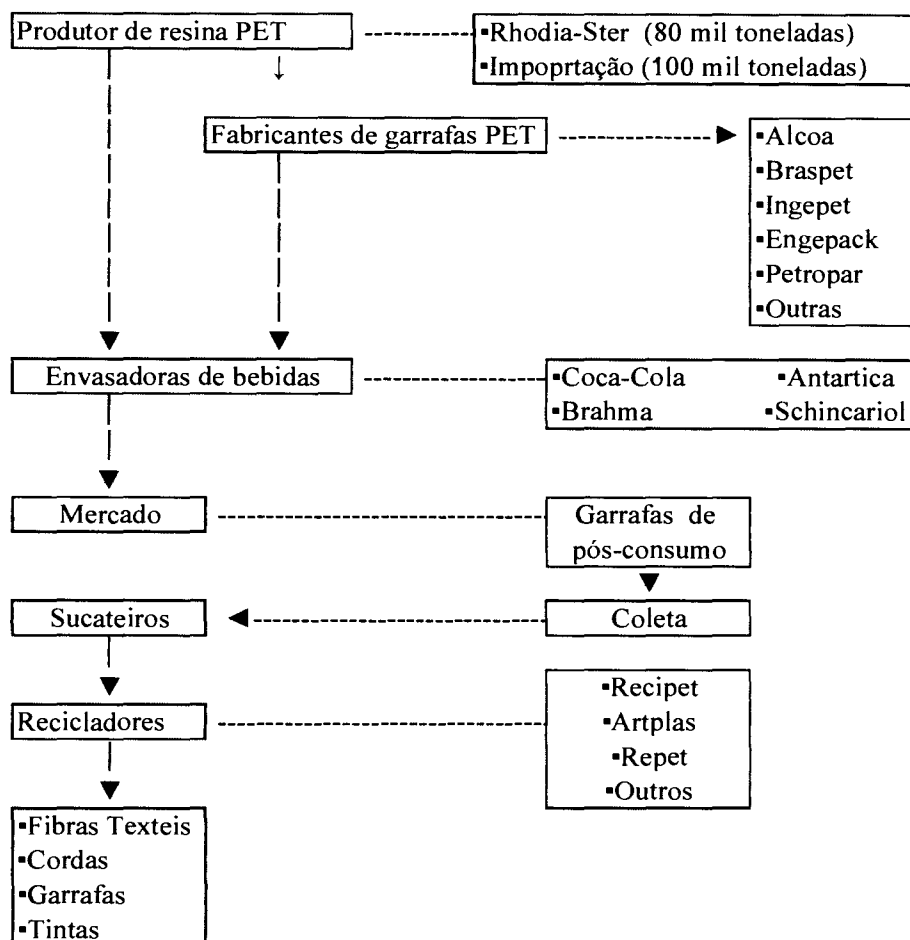 Produtor de resina PET
▪Rhodia-Ster (80 mil toneladas)
▪Impoprtação (100 mil toneladas)
Fabricantes de garrafas PET
▪Alcoa
▪Braspet
▪Ingepet
▪Engepack
▪Petropar
▪Outras
Envasadoras de bebidas
▪Coca-Cola ▪Antartica
▪Brahma ▪Schincariol
Mercado
Garrafas de
pós-consumo
Sucateiros
Coleta
Recicladores
▪Recipet
▪Artplas
▪Repet
▪Outros
▪Fibras Texteis
▪Cordas
▪Garrafas
▪Tintas